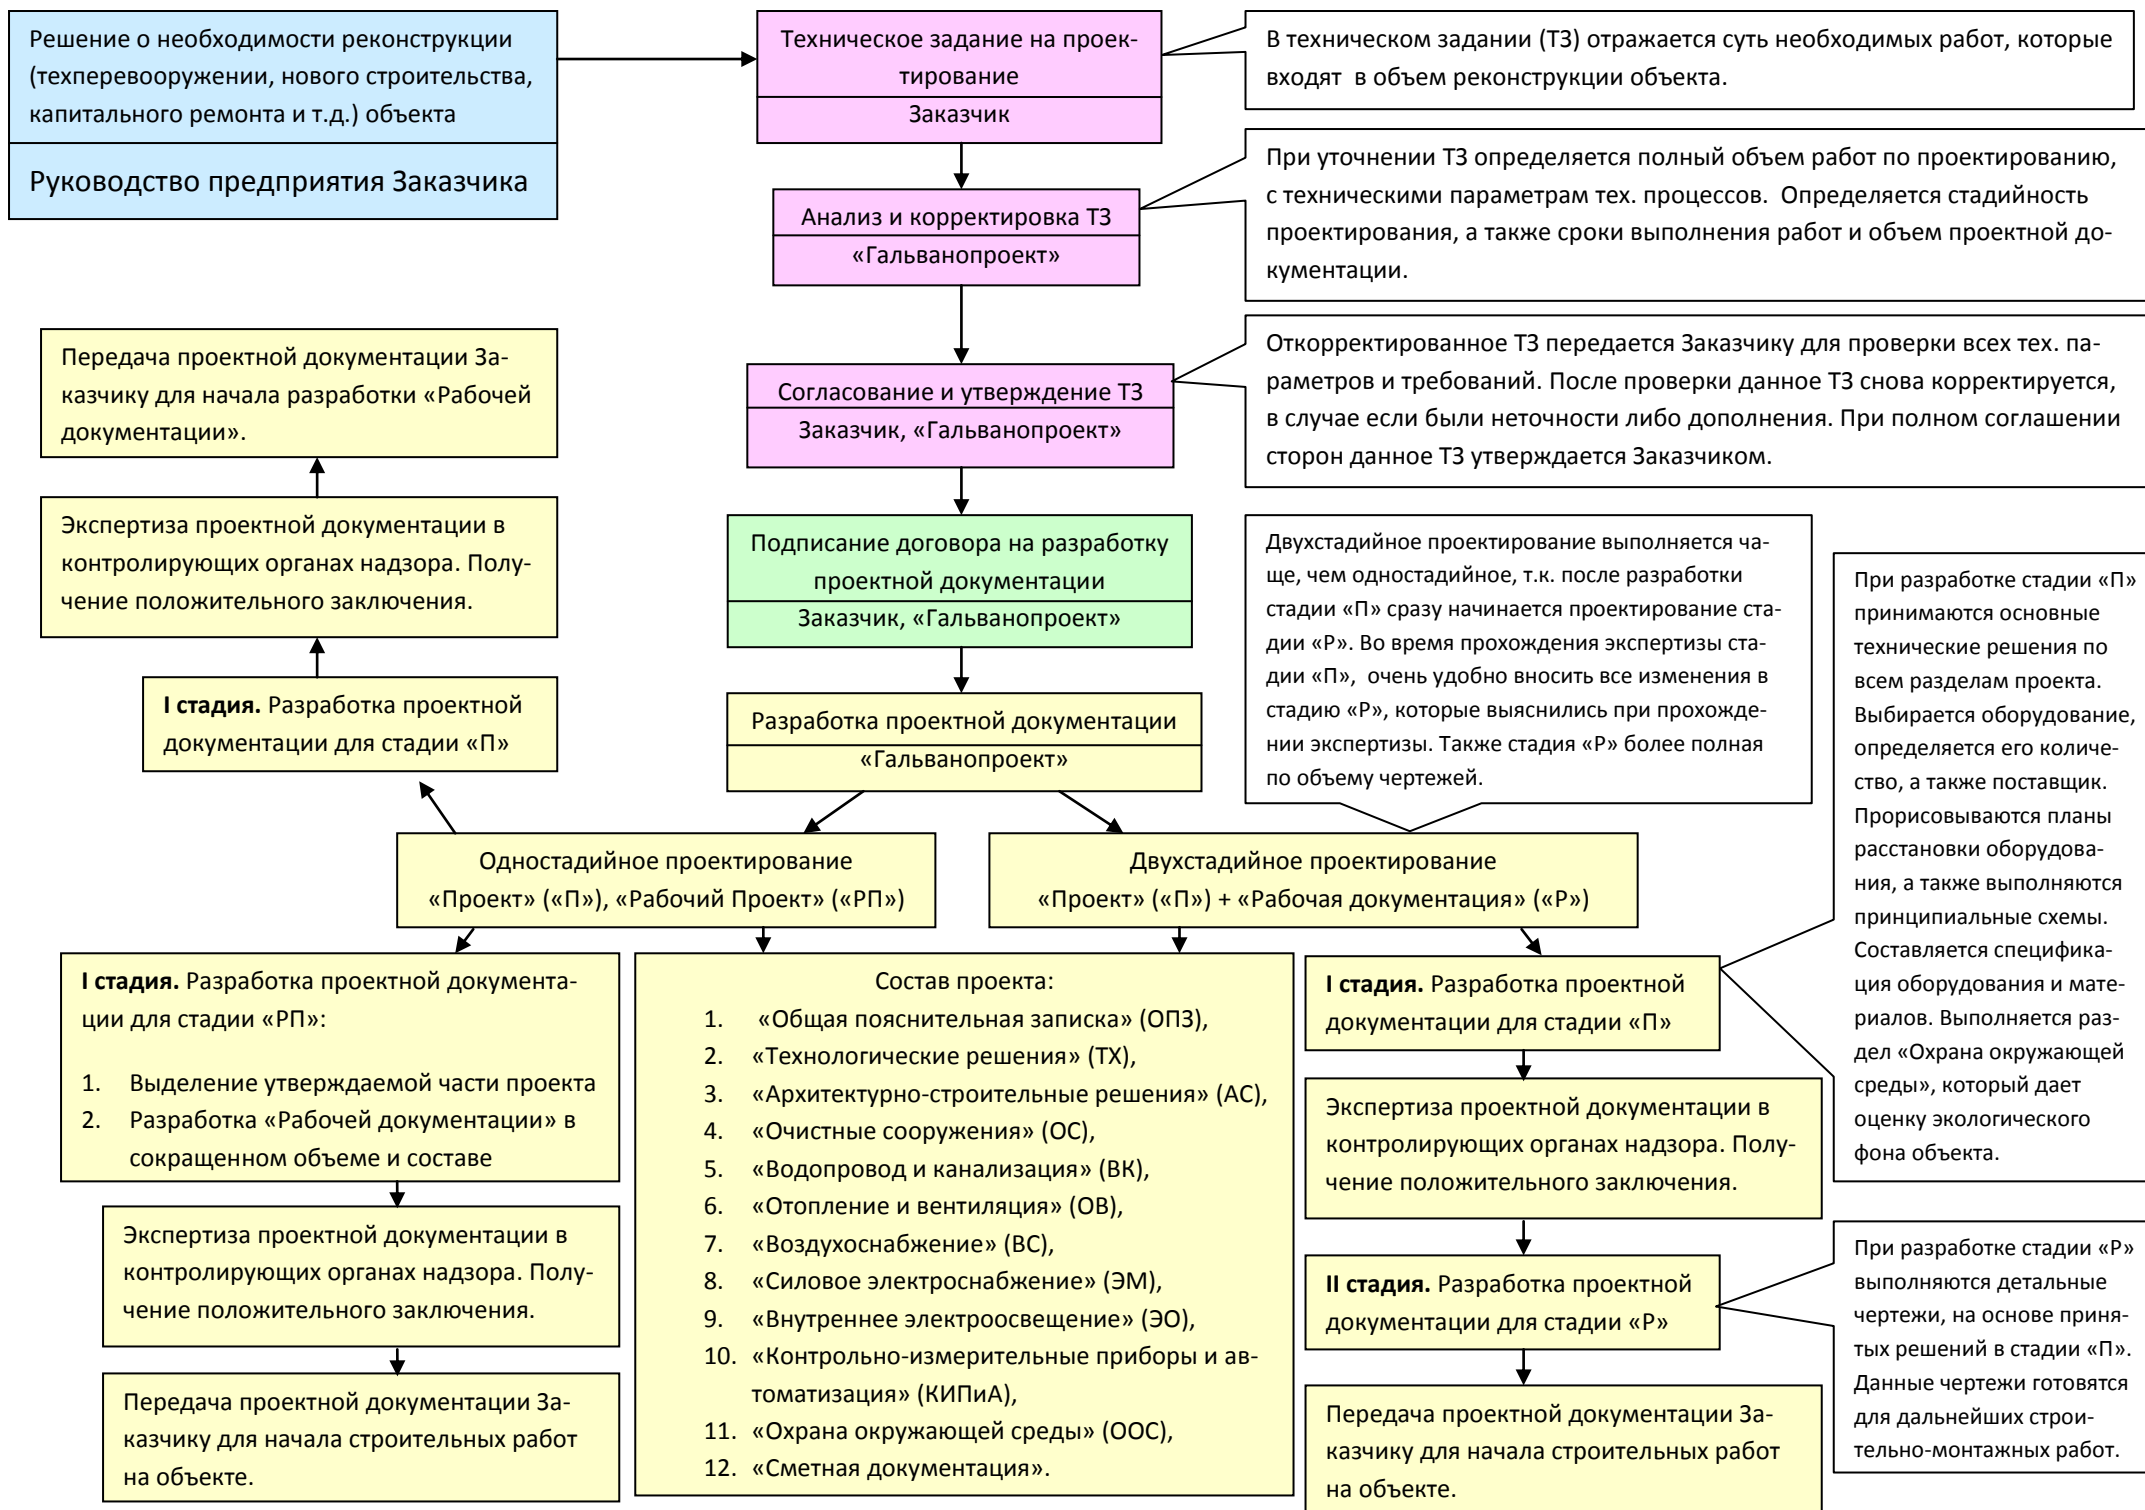 Решение о необходимости реконструкции
(техперевооружении, нового строительства,
капитального ремонта и т.д.) объекта
Руководство предприятия Заказчика
Техническое задание на проек-
тирование
Заказчик
В техническом задании (ТЗ) отражается суть необходимых работ, которые
входят в объем реконструкции объекта.
Анализ и корректировка ТЗ
«Гальванопроект»
При уточнении ТЗ определяется полный объем работ по проектированию,
с техническими параметрам тех. процессов. Определяется стадийность
проектирования, а также сроки выполнения работ и объем проектной до-
кументации.
Согласование и утверждение ТЗ
Заказчик, «Гальванопроект»
Откорректированное ТЗ передается Заказчику для проверки всех тех. па-
раметров и требований. После проверки данное ТЗ снова корректируется,
в случае если были неточности либо дополнения. При полном соглашении
сторон данное ТЗ утверждается Заказчиком.
Передача проектной документации За-
казчику для начала разработки «Рабочей
документации».
Экспертиза проектной документации в
контролирующих органах надзора. Полу-
чение положительного заключения.
I стадия. Разработка проектной
документации для стадии «П»
Подписание договора на разработку
проектной документации
Заказчик, «Гальванопроект»
Разработка проектной документации
«Гальванопроект»
Двухстадийное проектирование выполняется ча-
ще, чем одностадийное, т.к. после разработки
стадии «П» сразу начинается проектирование ста-
дии «Р». Во время прохождения экспертизы ста-
дии «П», очень удобно вносить все изменения в
стадию «Р», которые выяснились при прохожде-
нии экспертизы. Также стадия «Р» более полная
по объему чертежей.
При разработке стадии «П»
принимаются основные
технические решения по
всем разделам проекта.
Выбирается оборудование,
определяется его количе-
ство, а также поставщик.
Прорисовываются планы
расстановки оборудова-
ния, а также выполняются
принципиальные схемы.
Составляется специфика-
ция оборудования и мате-
риалов. Выполняется раз-
дел «Охрана окружающей
среды», который дает
оценку экологического
фона объекта.
Одностадийное проектирование
«Проект» («П»), «Рабочий Проект» («РП»)
Двухстадийное проектирование
«Проект» («П») + «Рабочая документация» («Р»)
I стадия. Разработка проектной документа-
ции для стадии «РП»:
1. Выделение утверждаемой части проекта
2. Разработка «Рабочей документации» в
сокращенном объеме и составе
Экспертиза проектной документации в
контролирующих органах надзора. Полу-
чение положительного заключения.
Передача проектной документации За-
казчику для начала строительных работ
на объекте.
Состав проекта:
1. «Общая пояснительная записка» (ОПЗ),
2. «Технологические решения» (ТХ),
3. «Архитектурно-строительные решения» (АС),
4. «Очистные сооружения» (ОС),
5. «Водопровод и канализация» (ВК),
6. «Отопление и вентиляция» (ОВ),
7. «Воздухоснабжение» (ВС),
8. «Силовое электроснабжение» (ЭМ),
9. «Внутреннее электроосвещение» (ЭО),
10. «Контрольно-измерительные приборы и ав-
томатизация» (КИПиА),
11. «Охрана окружающей среды» (ООС),
12. «Сметная документация».
I стадия. Разработка проектной
документации для стадии «П»
Экспертиза проектной документации в
контролирующих органах надзора. Полу-
чение положительного заключения.
II стадия. Разработка проектной
документации для стадии «Р»
Передача проектной документации За-
казчику для начала строительных работ
на объекте.
При разработке стадии «Р»
выполняются детальные
чертежи, на основе приня-
тых решений в стадии «П».
Данные чертежи готовятся
для дальнейших строи-
тельно-монтажных работ.